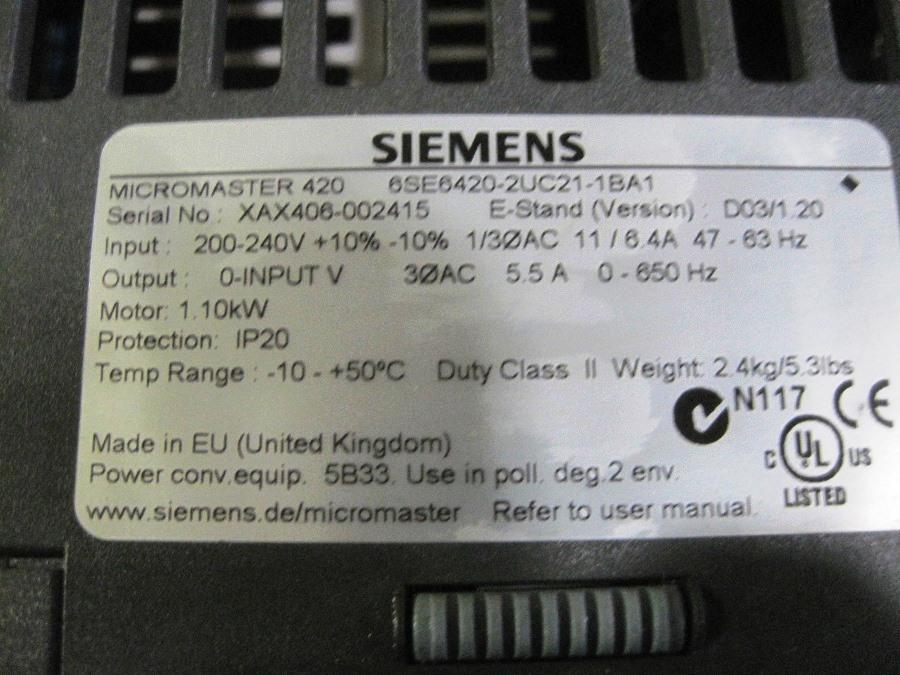 SIEMENS
MICROMASTER 420 6SE6420-2UC21-1BA1
Serial No : XAX406-002415 E-Stand (Version) : D03/1.20
Input : 200-240V +10% -10% 1/3ØAC 11 / 6.4A 47 - 63 Hz
Output : 0-INPUT V 3ØAC 5.5 A 0 - 650 Hz
Motor: 1.10kW
Protection: IP20
Temp Range : -10 - +50°C Duty Class II Weight: 2.4kg/5.3lbs
N117 CE
Made in EU (United Kingdom)
C UL US
Power conv.equip. 5B33. Use in poll. deg.2 env.
LISTED
www.siemens.de/micromaster Refer to user manual.